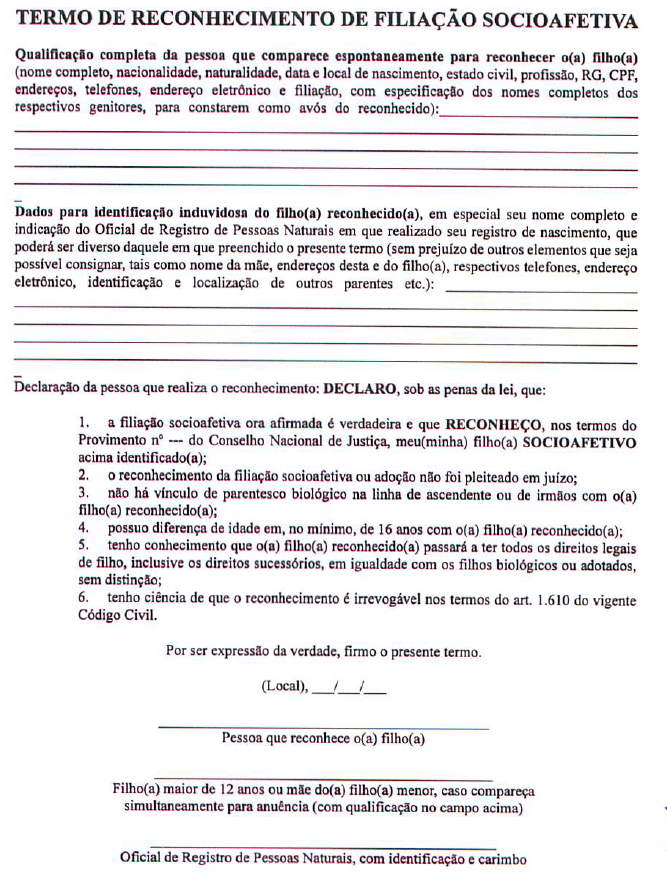 TERMO DE RECONHECIMENTO DE FILIAÇÃO SOCIOAFETIVA
Qualificação completa da pessoa que comparece espontaneamente para reconhecer o(a) filho(a)
(nome completo, nacionalidade, naturalidade, data e local de nascimento, estado civil, profissão, RG, CPF,
endereços, telefones, endereço eletrônico e filiação, com especificação dos nomes completos dos
respectivos genitores, para constarem como avós do reconhecido):
Dados para identificação induvidosa do filho(a) reconhecido(a), em especial seu nome completo e
indicação do Oficial de Registro de Pessoas Naturais em que realizado seu registro de nascimento, que
poderá ser diverso daquele em que preenchido o presente termo (sem prejuízo de outros elementos que seja
possível consignar, tais como nome da mãe, endereços desta e do filho(a), respectivos telefones, endereço
eletrônico, identificação e localização de outros parentes etc.):
Declaração da pessoa que realiza o reconhecimento: DECLARO, sob as penas da lei, que:
1. a filiação socioafetiva ora afirmada é verdadeira e que RECONHEÇO, nos termos do
Provimento nº --- do Conselho Nacional de Justiça, meu(minha) filho(a) SOCIOAFETIVO
acima identificado(a);
2. o reconhecimento da filiação socioafetiva ou adoção não foi pleiteado em juízo;
3. não há vínculo de parentesco biológico na linha de ascendente ou de irmãos com o(a)
filho(a) reconhecido(a);
4. possuo diferença de idade em, no mínimo, de 16 anos com o(a) filho(a) reconhecido(a);
5. tenho conhecimento que o(a) filho(a) reconhecido(a) passará a ter todos os direitos legais
de filho, inclusive os direitos sucessórios, em igualdade com os filhos biológicos ou adotados,
sem distinção;
6. tenho ciência de que o reconhecimento é irrevogável nos termos do art. 1.610 do vigente
Código Civil.
Por ser expressão da verdade, firmo o presente termo.
(Local), ___/___/___
Pessoa que reconhece o(a) filho(a)
Filho(a) maior de 12 anos ou mãe do(a) filho(a) menor, caso compareça
simultaneamente para anuência (com qualificação no campo acima)
Oficial de Registro de Pessoas Naturais, com identificação e carimbo